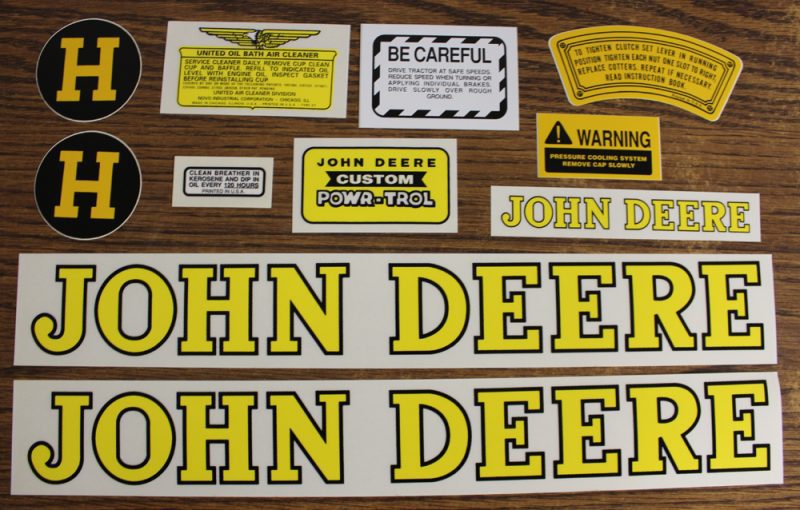 H
UNITED OIL BATH AIR CLEANER
SERVICE CLEANER DAILY. REMOVE CUP CLEAN
CUP AND BAFFLE. REFILL TO INDICATED OIL
LEVEL WITH ENGINE OIL. INSPECT GASKET
BEFORE REINSTALLING CUP
UNITED AIR CLEANER DIVISION
NOVO INDUSTRIAL CORPORATION - CHICAGO, ILL.
BE CAREFUL
DRIVE TRACTOR AT SAFE SPEEDS.
REDUCE SPEED WHEN TURNING OR
APPLYING INDIVIDUAL BRAKES.
DRIVE SLOWLY OVER ROUGH
GROUND.
TO TIGHTEN CLUTCH SET LEVER IN RUNNING
POSITION TIGHTEN EACH NUT ONE SLOT TO RIGHT.
REPLACE COTTERS. REPEAT IF NECESSARY.
READ INSTRUCTION BOOK
H
CLEAN BREATHER IN
KEROSENE AND DIP IN
OIL EVERY 120 HOURS
PRINTED IN U.S.A.
JOHN DEERE
CUSTOM
POWR-TROL
WARNING
PRESSURE COOLING SYSTEM
REMOVE CAP SLOWLY
JOHN DEERE
JOHN DEERE
JOHN DEERE